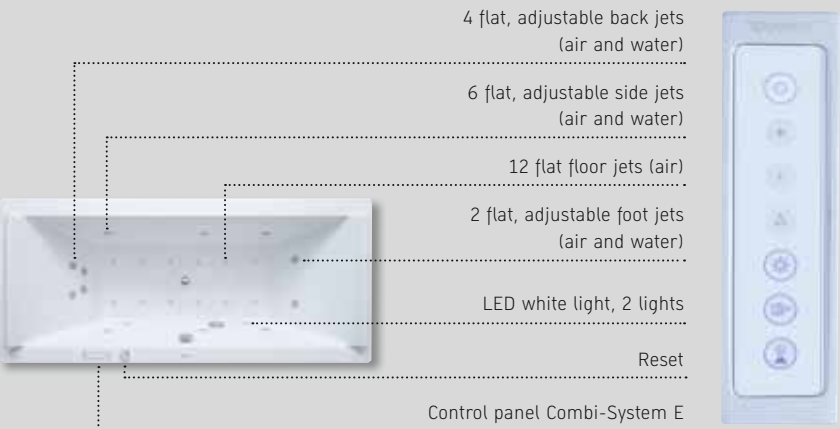 4 flat, adjustable back jets
(air and water)
6 flat, adjustable side jets
(air and water)
12 flat floor jets (air)
2 flat, adjustable foot jets
(air and water)
LED white light, 2 lights
Reset
Control panel Combi-System E